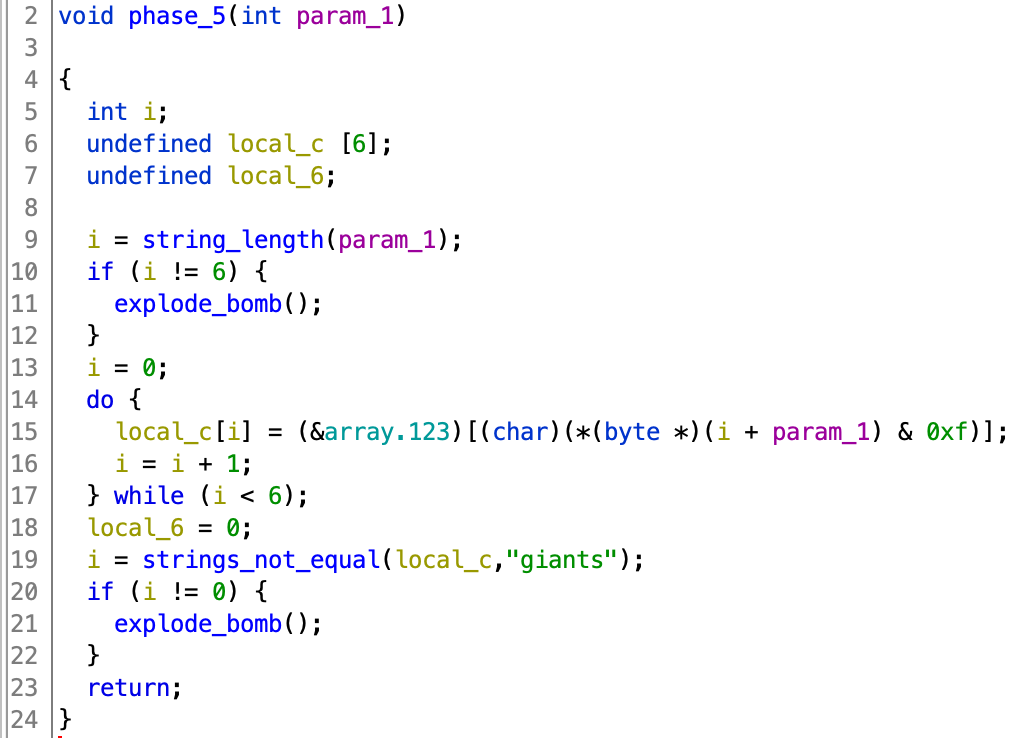 2 void phase_5(int param_1)
3
4 {
5   int i;
6   undefined local_c [6];
7   undefined local_6;
8
9   i = string_length(param_1);
10   if (i != 6) {
11     explode_bomb();
12   }
13   i = 0;
14   do {
15     local_c[i] = (&array.123)[(char)(*(byte *)(i + param_1) & 0xf)];
16     i = i + 1;
17   } while (i < 6);
18   local_6 = 0;
19   i = strings_not_equal(local_c,"giants");
20   if (i != 0) {
21     explode_bomb();
22   }
23   return;
24 }